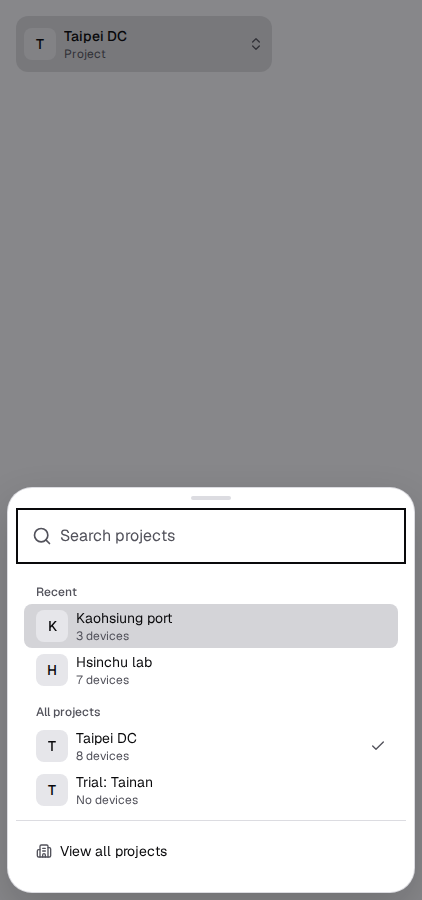 T
Taipei DC
Project
Search projects
Recent
K
Kaohsiung port
3 devices
H
Hsinchu lab
7 devices
All projects
T
Taipei DC
8 devices
T
Trial: Tainan
No devices
View all projects